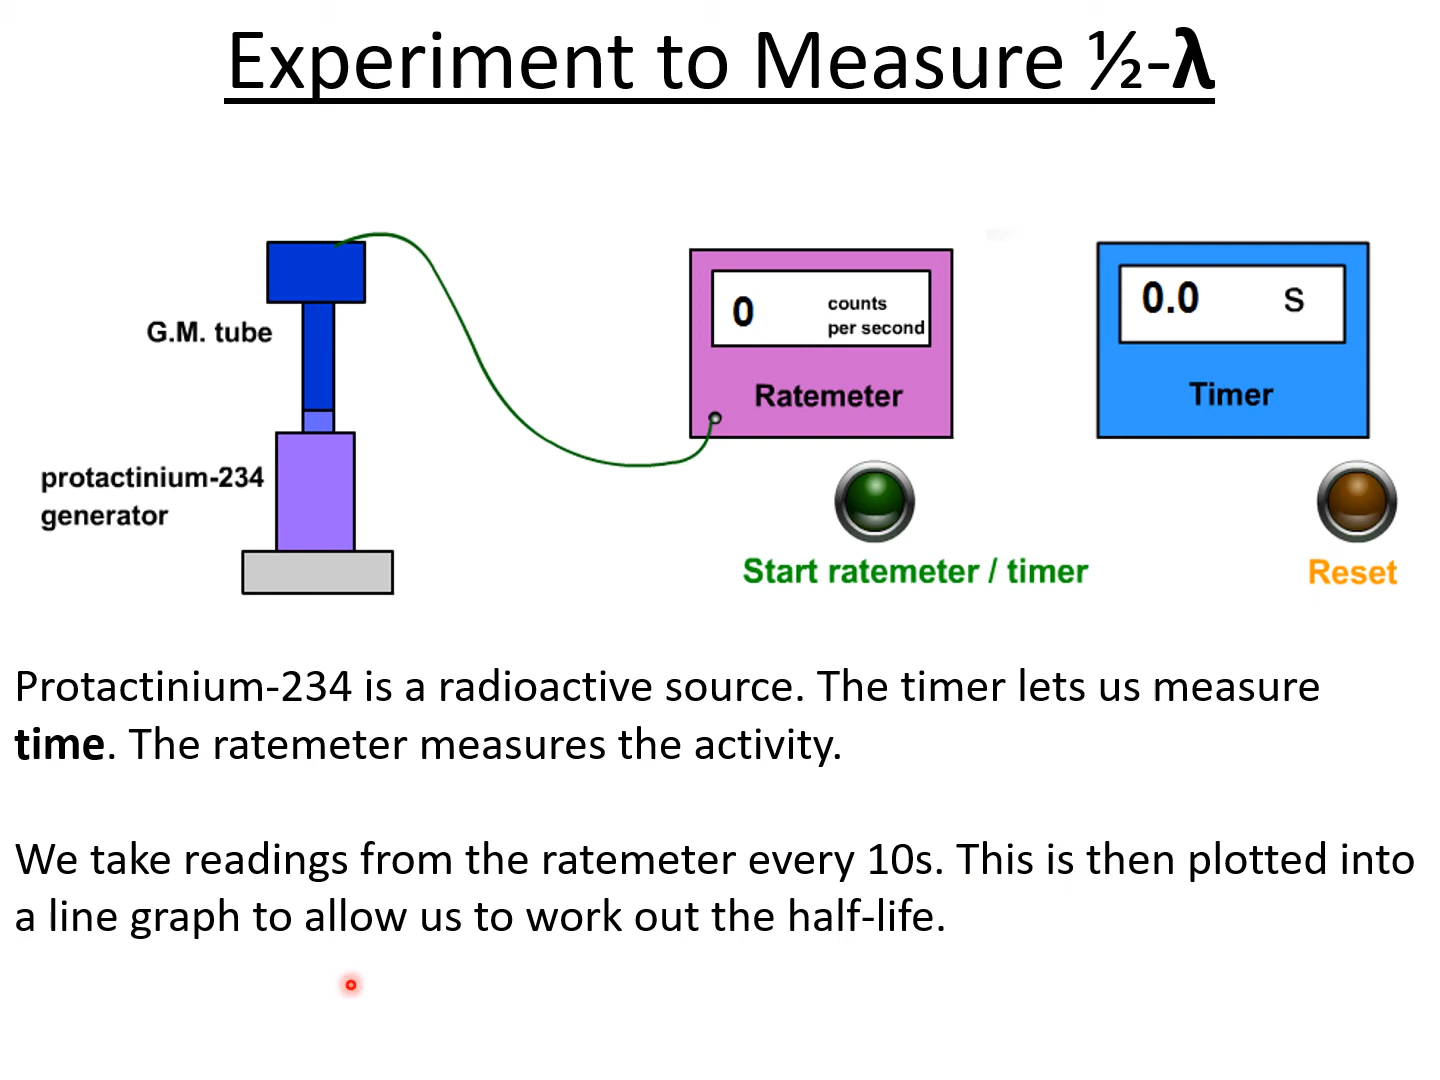 Experiment to Measure ½-λ
G.M. tube
0
counts
per second
Ratemeter
0.0 S
Timer
protactinium-234
generator
Start ratemeter / timer
Reset
Protactinium-234 is a radioactive source. The timer lets us measure
time. The ratemeter measures the activity.
We take readings from the ratemeter every 10s. This is then plotted into
a line graph to allow us to work out the half-life.